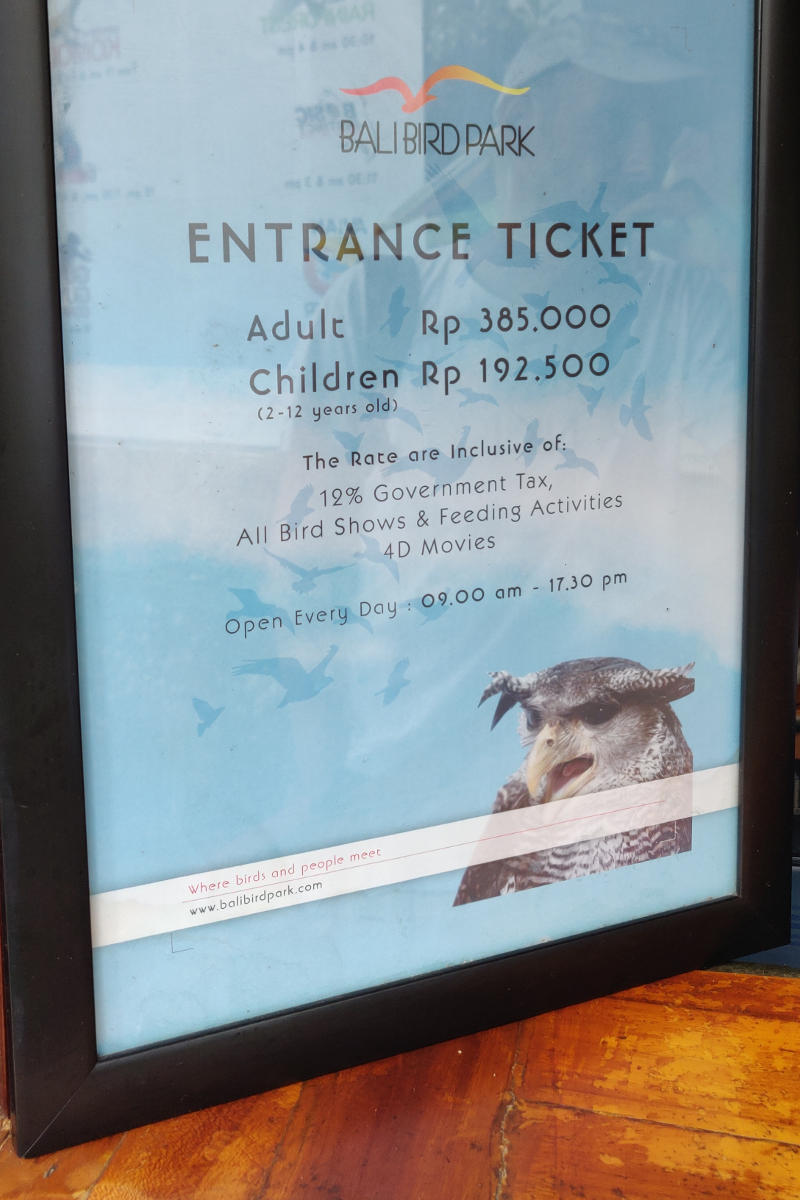 BALI BIRD PARK
ENTRANCE TICKET
Adult Rp 385.000
Children Rp 192.500
(2-12 years old)
The Rate are Inclusive of:
12% Government Tax,
All Bird Shows & Feeding Activities
4D Movies
Open Every Day : 09.00 am - 17.30 pm
Where birds and people meet
www.balibirdpark.com